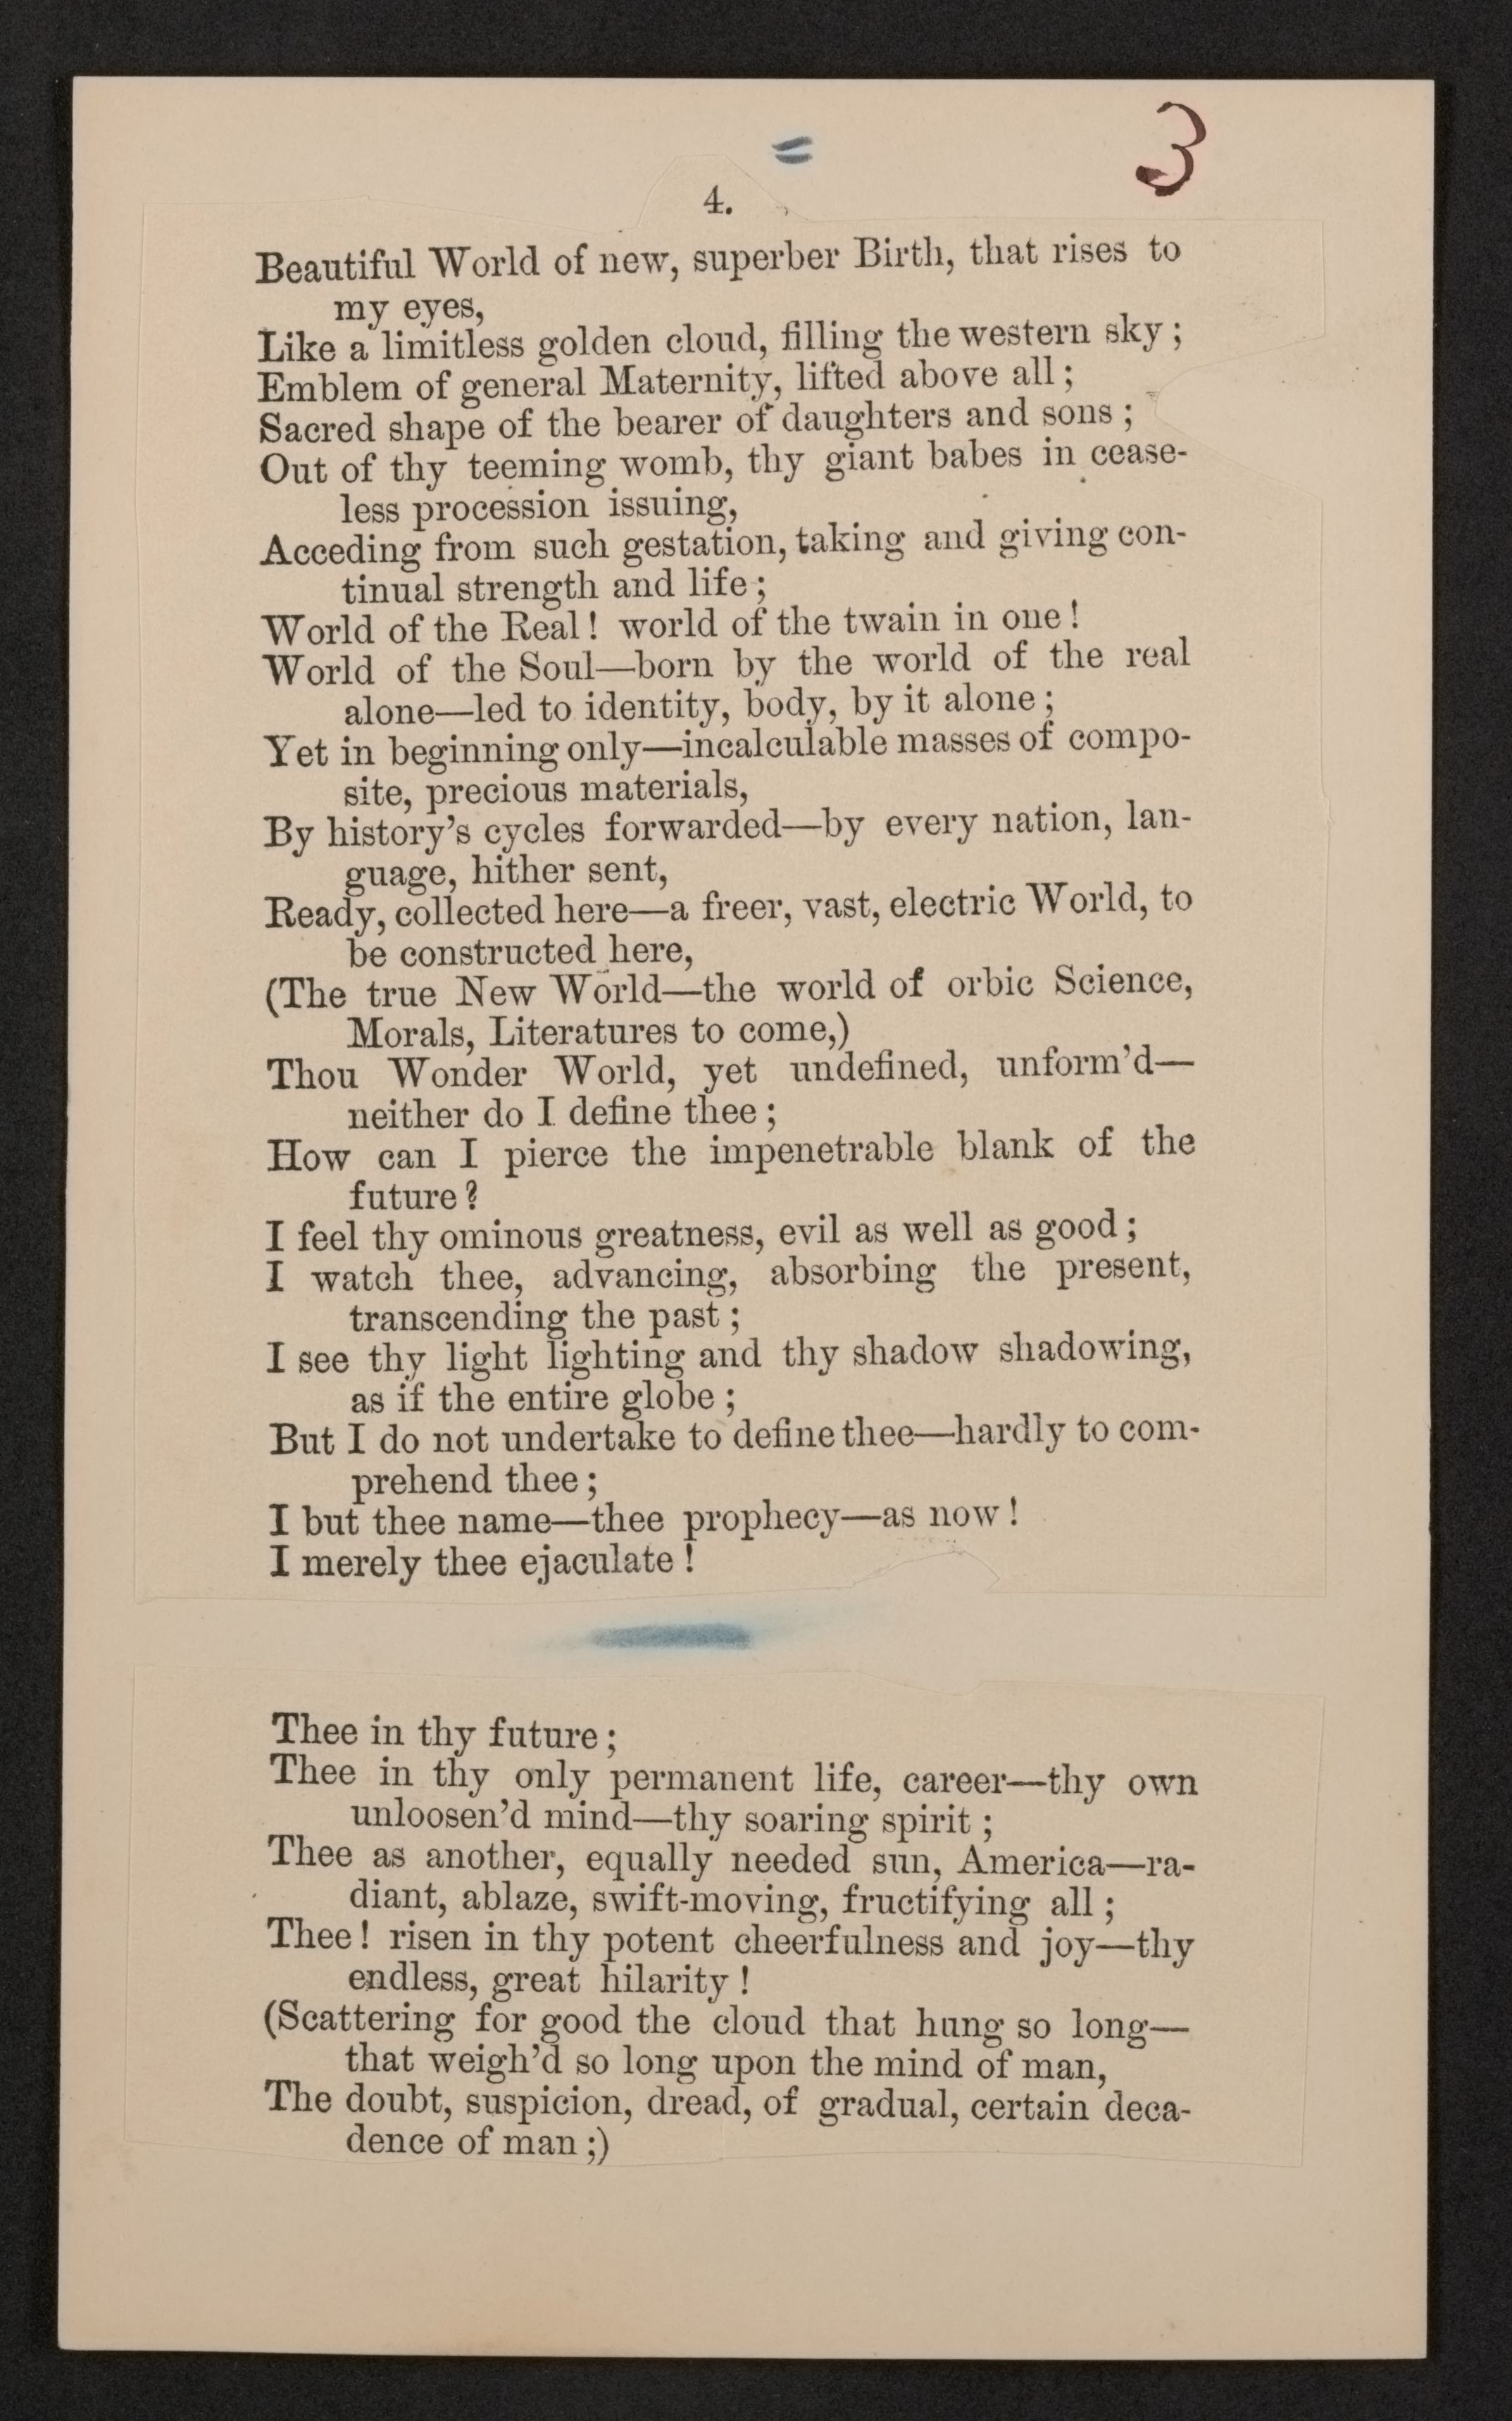 3
4.
Beautiful World of new, superber Birth, that rises to
my eyes,
Like a limitless golden cloud, filling the western sky ;
Emblem of general Maternity, lifted above all ;
Sacred shape of the bearer of daughters and sons ;
Out of thy teeming womb, thy giant babes in cease-
less procession issuing,
Acceding from such gestation, taking and giving con-
tinual strength and life ;
World of the Real ! world of the twain in one !
World of the Soul—born by the world of the real
alone—led to identity, body, by it alone ;
Yet in beginning only—incalculable masses of compo-
site, precious materials,
By history's cycles forwarded—by every nation, lan-
guage, hither sent,
Ready, collected here—a freer, vast, electric World, to
be constructed here,
(The true New World—the world of orbic Science,
Morals, Literatures to come,)
Thou Wonder World, yet undefined, unform'd—
neither do I define thee ;
How can I pierce the impenetrable blank of the
future ?
I feel thy ominous greatness, evil as well as good ;
I watch thee, advancing, absorbing the present,
transcending the past ;
I see thy light lighting and thy shadow shadowing,
as if the entire globe ;
But I do not undertake to define thee—hardly to com-
prehend thee ;
I but thee name—thee prophecy—as now !
I merely thee ejaculate !
Thee in thy future ;
Thee in thy only permanent life, career—thy own
unloosen'd mind—thy soaring spirit ;
Thee as another, equally needed sun, America—ra-
diant, ablaze, swift-moving, fructifying all ;
Thee ! risen in thy potent cheerfulness and joy—thy
endless, great hilarity !
(Scattering for good the cloud that hung so long—
that weigh'd so long upon the mind of man,
The doubt, suspicion, dread, of gradual, certain deca-
dence of man ;)